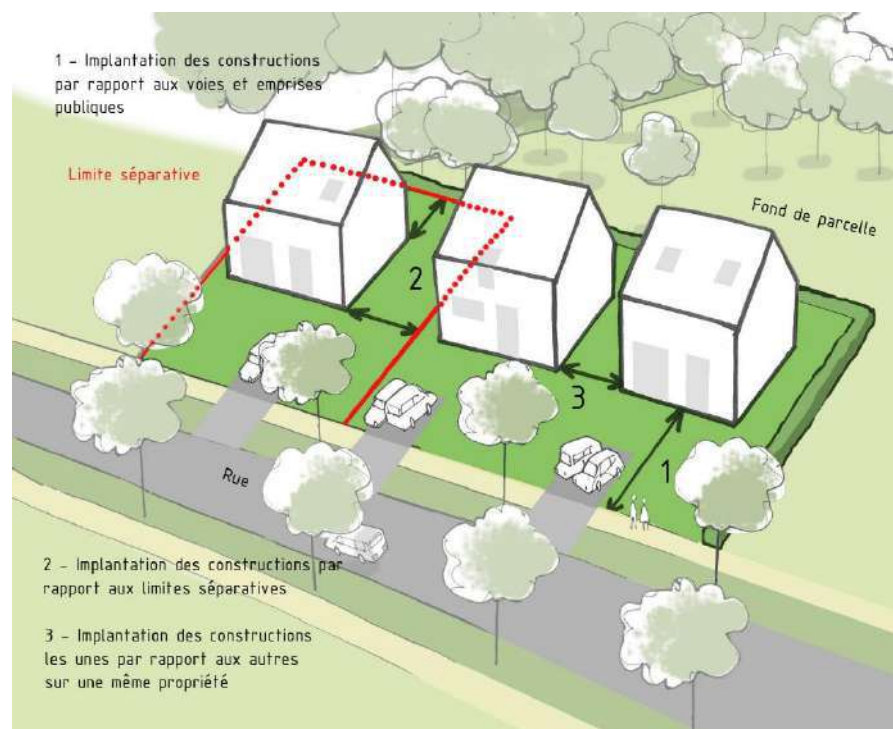 1 - Implantation des constructions
par rapport aux voies et emprises
publiques
Limite séparative
Fond de parcelle
2
3
1
Rue
2 - Implantation des constructions par
rapport aux limites séparatives
3 - Implantation des constructions
les unes par rapport aux autres
sur une même propriété